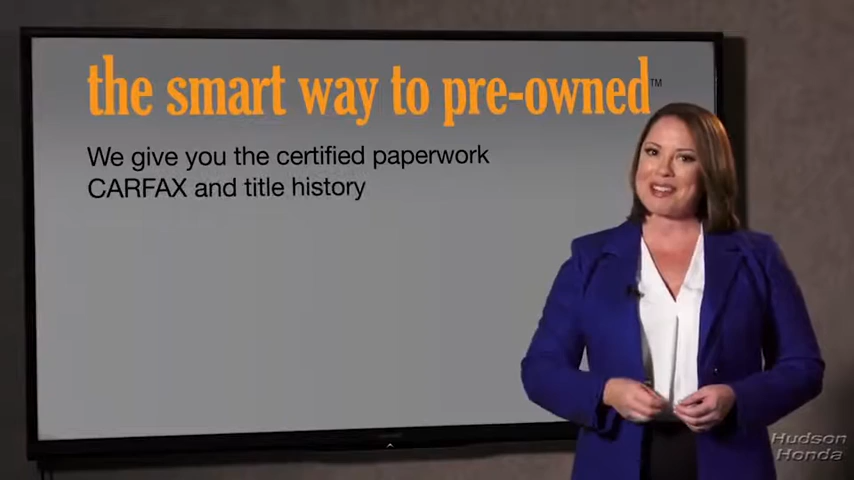 the smart way to pre-owned™
We give you the certified paperwork
CARFAX and title history
Hudson
Honda